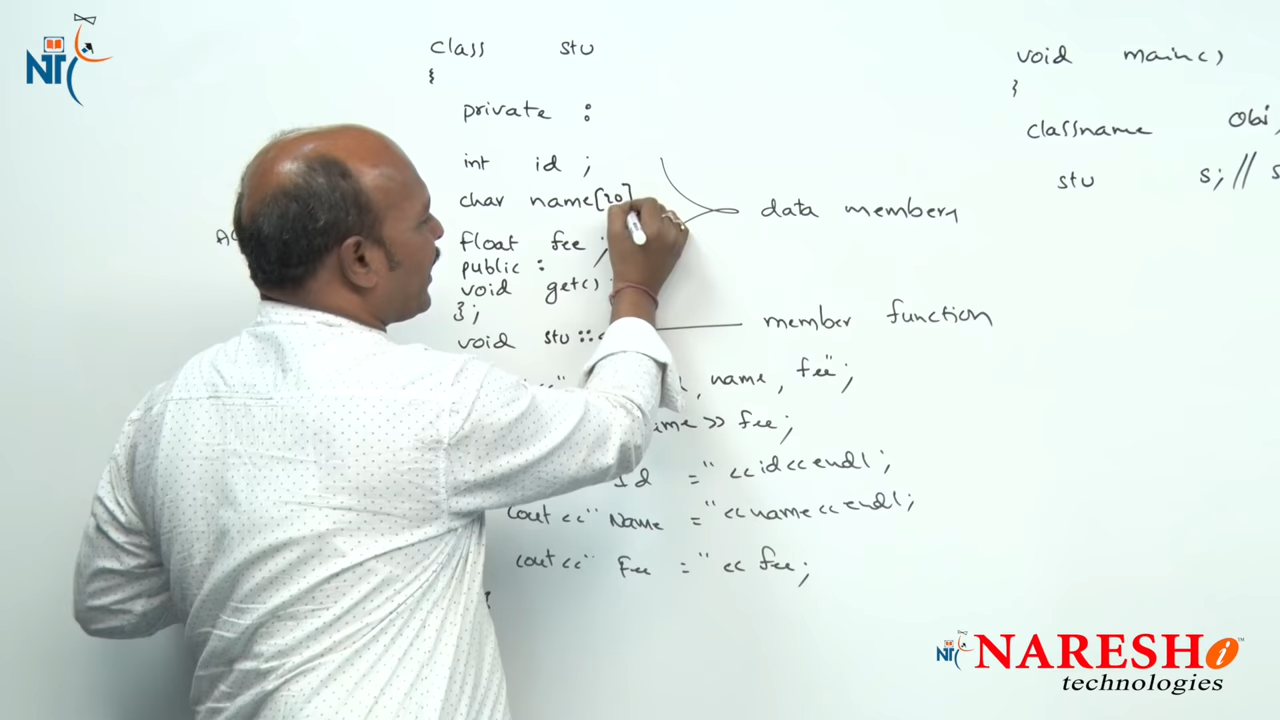 class stu
{
private :
int id ;
char name[20]
float fee ;
public :
void get()
};
void stu ::
data members
member function
, name , fee";
>> fee;
Id = " <<id<<endl;
cout <<" Name = "<<name<<endl;
cout <<" Fee = " << fee;
void main()
{
classname Obj
stu s; //
NARESH i
technologies